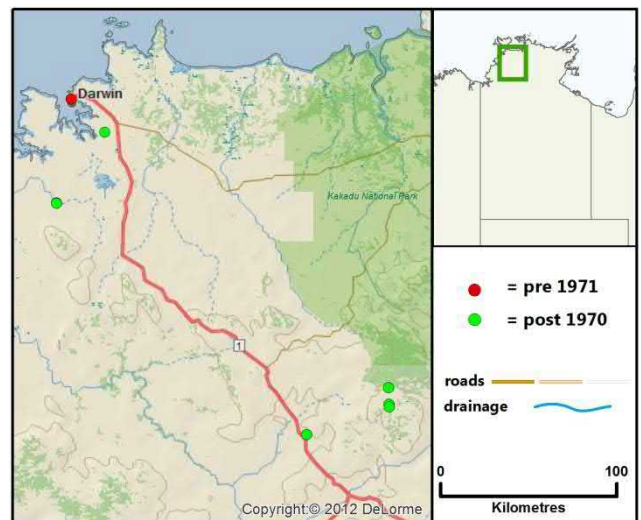 Darwin
Kakadu National Park
1
Copyright:© 2012 DeLorme
= pre 1971
= post 1970
roads
drainage
0 100
Kilometres